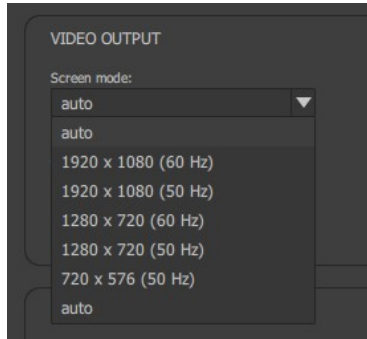 VIDEO OUTPUT
Screen mode:
auto
auto
1920 x 1080 (60 Hz)
1920 x 1080 (50 Hz)
1280 x 720 (60 Hz)
1280 x 720 (50 Hz)
720 x 576 (50 Hz)
auto